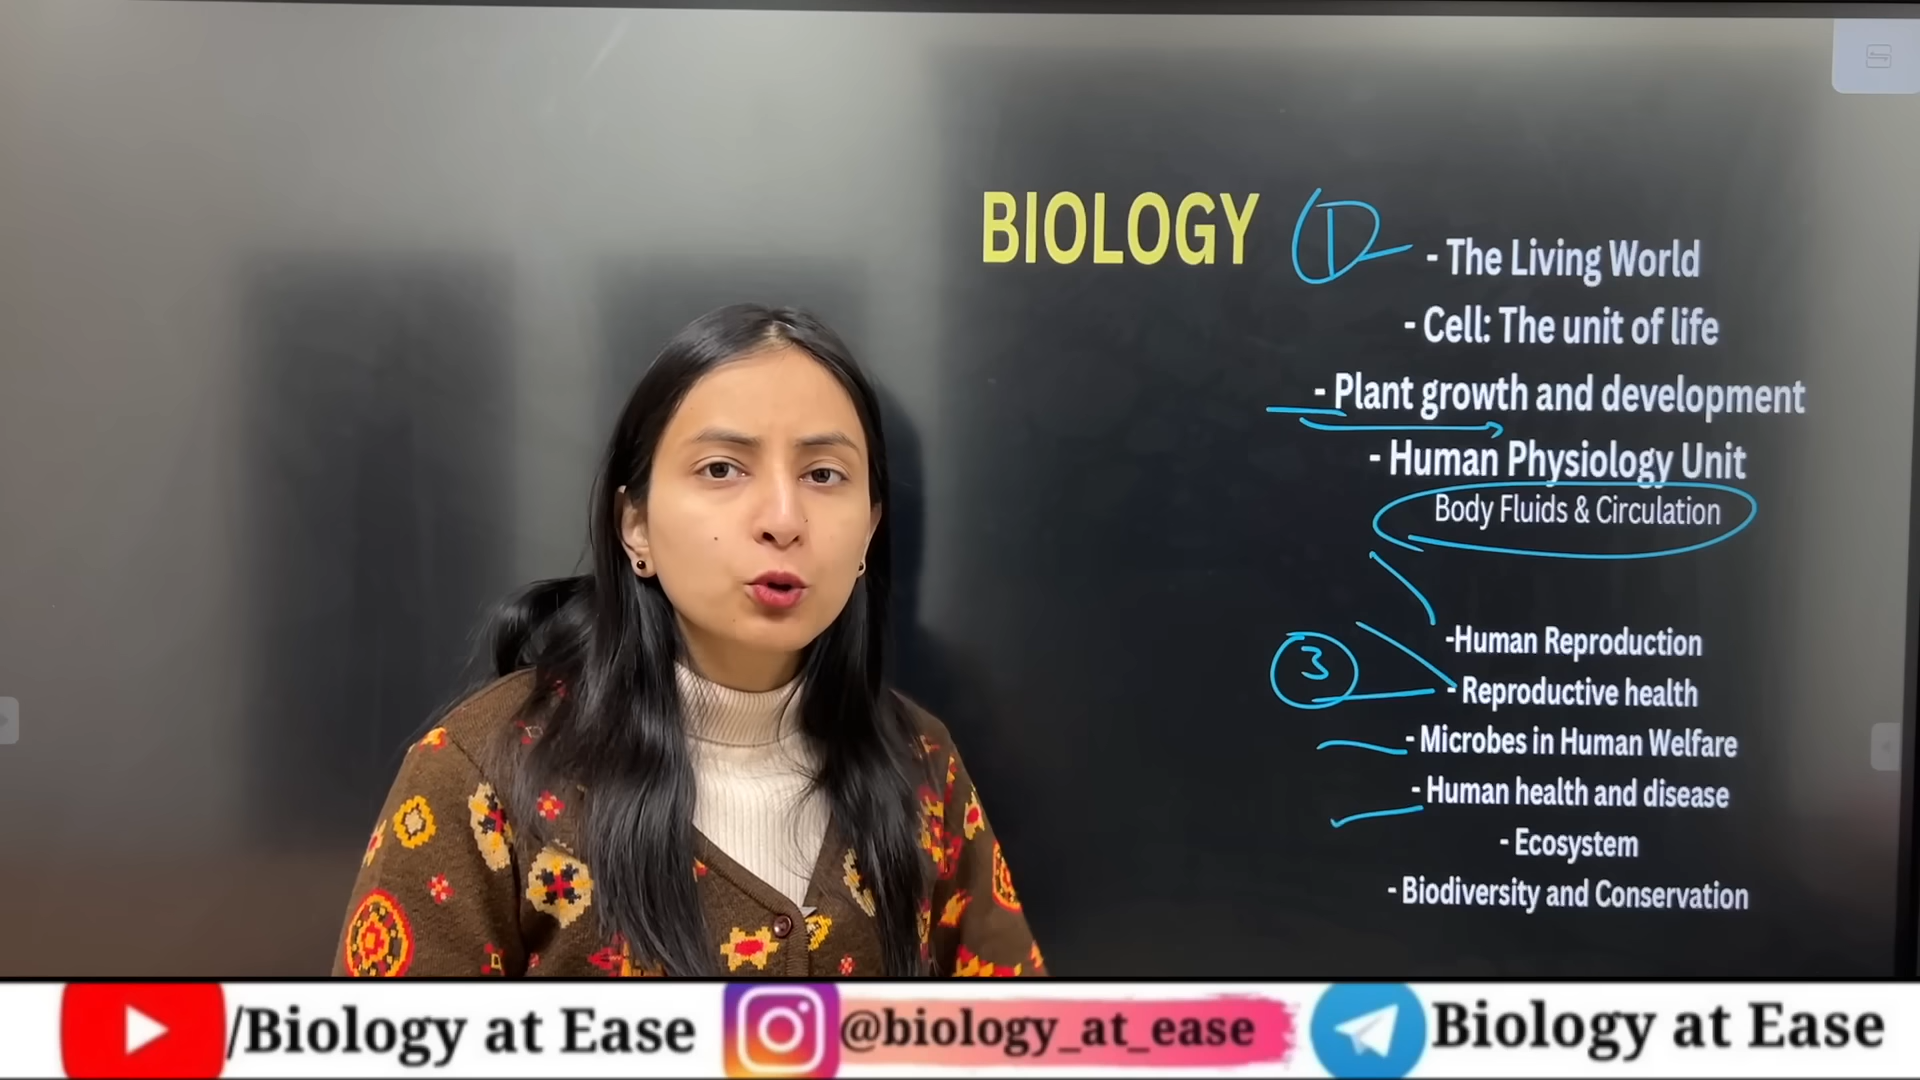 BIOLOGY
1
- The Living World
- Cell: The unit of life
- Plant growth and development
- Human Physiology Unit
Body Fluids & Circulation
-Human Reproduction
3
- Reproductive health
- Microbes in Human Welfare
- Human health and disease
- Ecosystem
- Biodiversity and Conservation
/Biology at Ease
@biology_at_ease
Biology at Ease